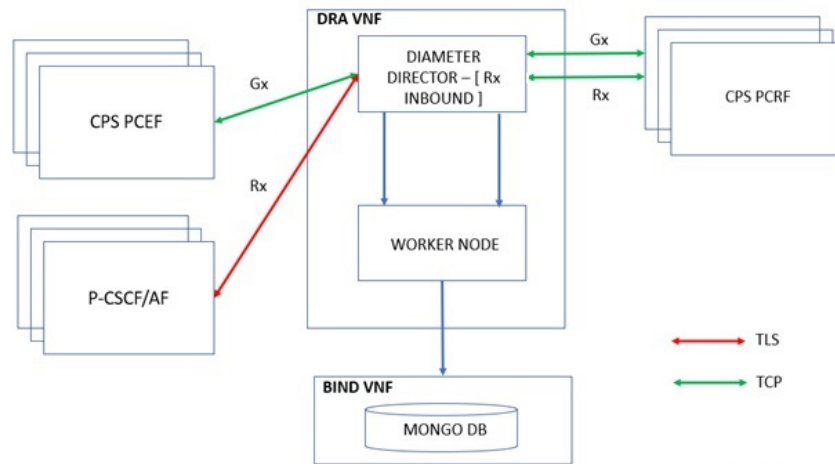 DRA VNF
DIAMETER
DIRECTOR – [ Rx
INBOUND ]
Gx
Rx
CPS PCRF
CPS PCEF
Gx
Rx
P-CSCF/AF
WORKER NODE
TLS
TCP
BIND VNF
MONGO DB